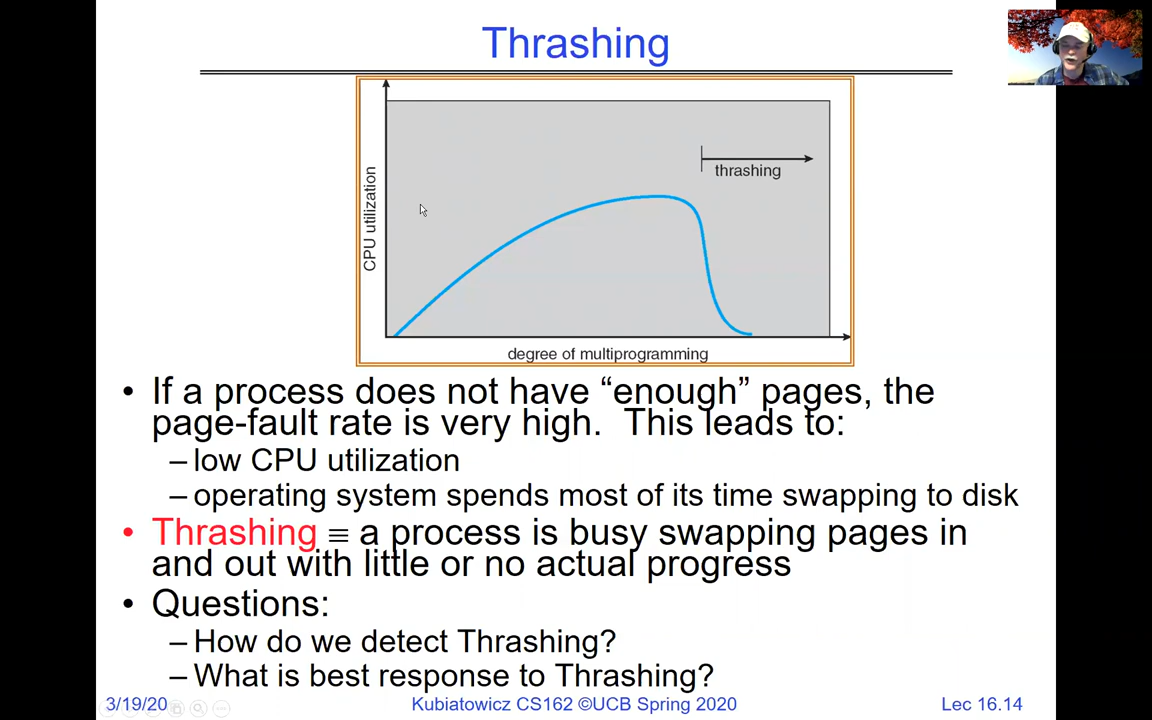 Thrashing
thrashing
CPU utilization
degree of multiprogramming
• If a process does not have “enough” pages, the
page-fault rate is very high.  This leads to:
– low CPU utilization
– operating system spends most of its time swapping to disk
• Thrashing ≡ a process is busy swapping pages in
and out with little or no actual progress
• Questions:
– How do we detect Thrashing?
– What is best response to Thrashing?
3/19/20
Kubiatowicz CS162 ©UCB Spring 2020
Lec 16.14